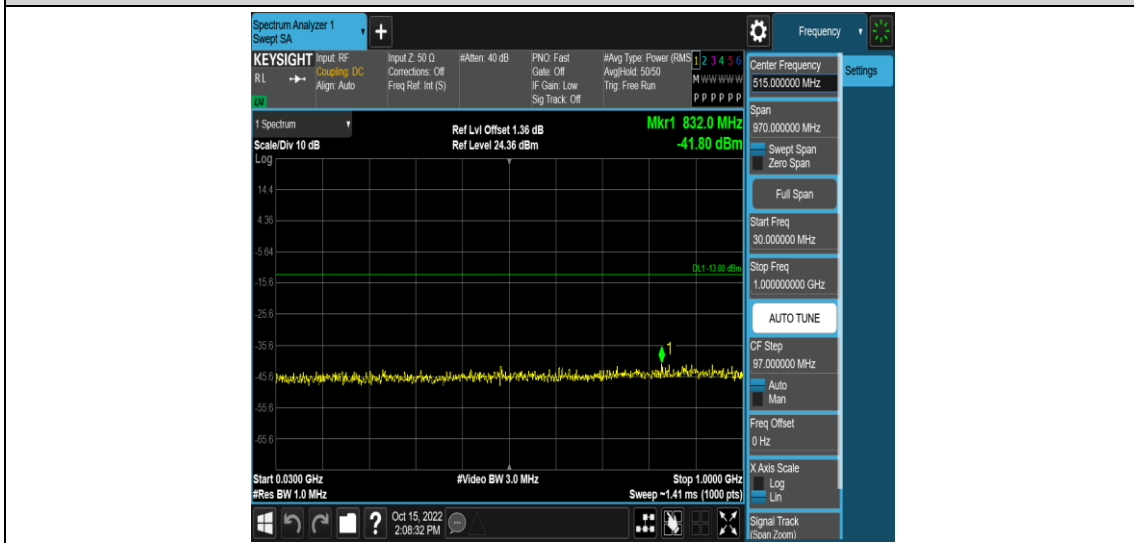 Spectrum Analyzer 1
Swept SA
+
Frequency
KEYSIGHT
RL
Input: RF
Coupling: DC
Align: Auto
Input Z: 50 Ω
Corrections: Off
Freq Ref: Int (S)
#Atten: 40 dB
PNO: Fast
Gate: Off
IF Gain: Low
Sig Track: Off
#Avg Type: Power (RMS
Avg|Hold: 50/50
Trig: Free Run
1 2 3 4 5 6
M W W W W W
P P P P P P
1 Spectrum
Scale/Div 10 dB
Ref Lvl Offset 1.36 dB
Ref Level 24.36 dBm
Mkr1 832.0 MHz
-41.80 dBm
Log
14.4
4.36
-5.64
-15.6
-25.6
-35.6
-45.6
-55.6
-65.6
DL1 -13.00 dBm
1
Start 0.0300 GHz
#Res BW 1.0 MHz
#Video BW 3.0 MHz
Stop 1.0000 GHz
Sweep ~1.41 ms (1000 pts)
?
Oct 15, 2022
2:08:32 PM
Center Frequency
515.000000 MHz
Settings
Span
970.000000 MHz
Swept Span
Zero Span
Full Span
Start Freq
30.000000 MHz
Stop Freq
1.000000000 GHz
AUTO TUNE
CF Step
97.000000 MHz
Auto
Man
Freq Offset
0 Hz
X Axis Scale
Log
Lin
Signal Track
(Span Zoom)